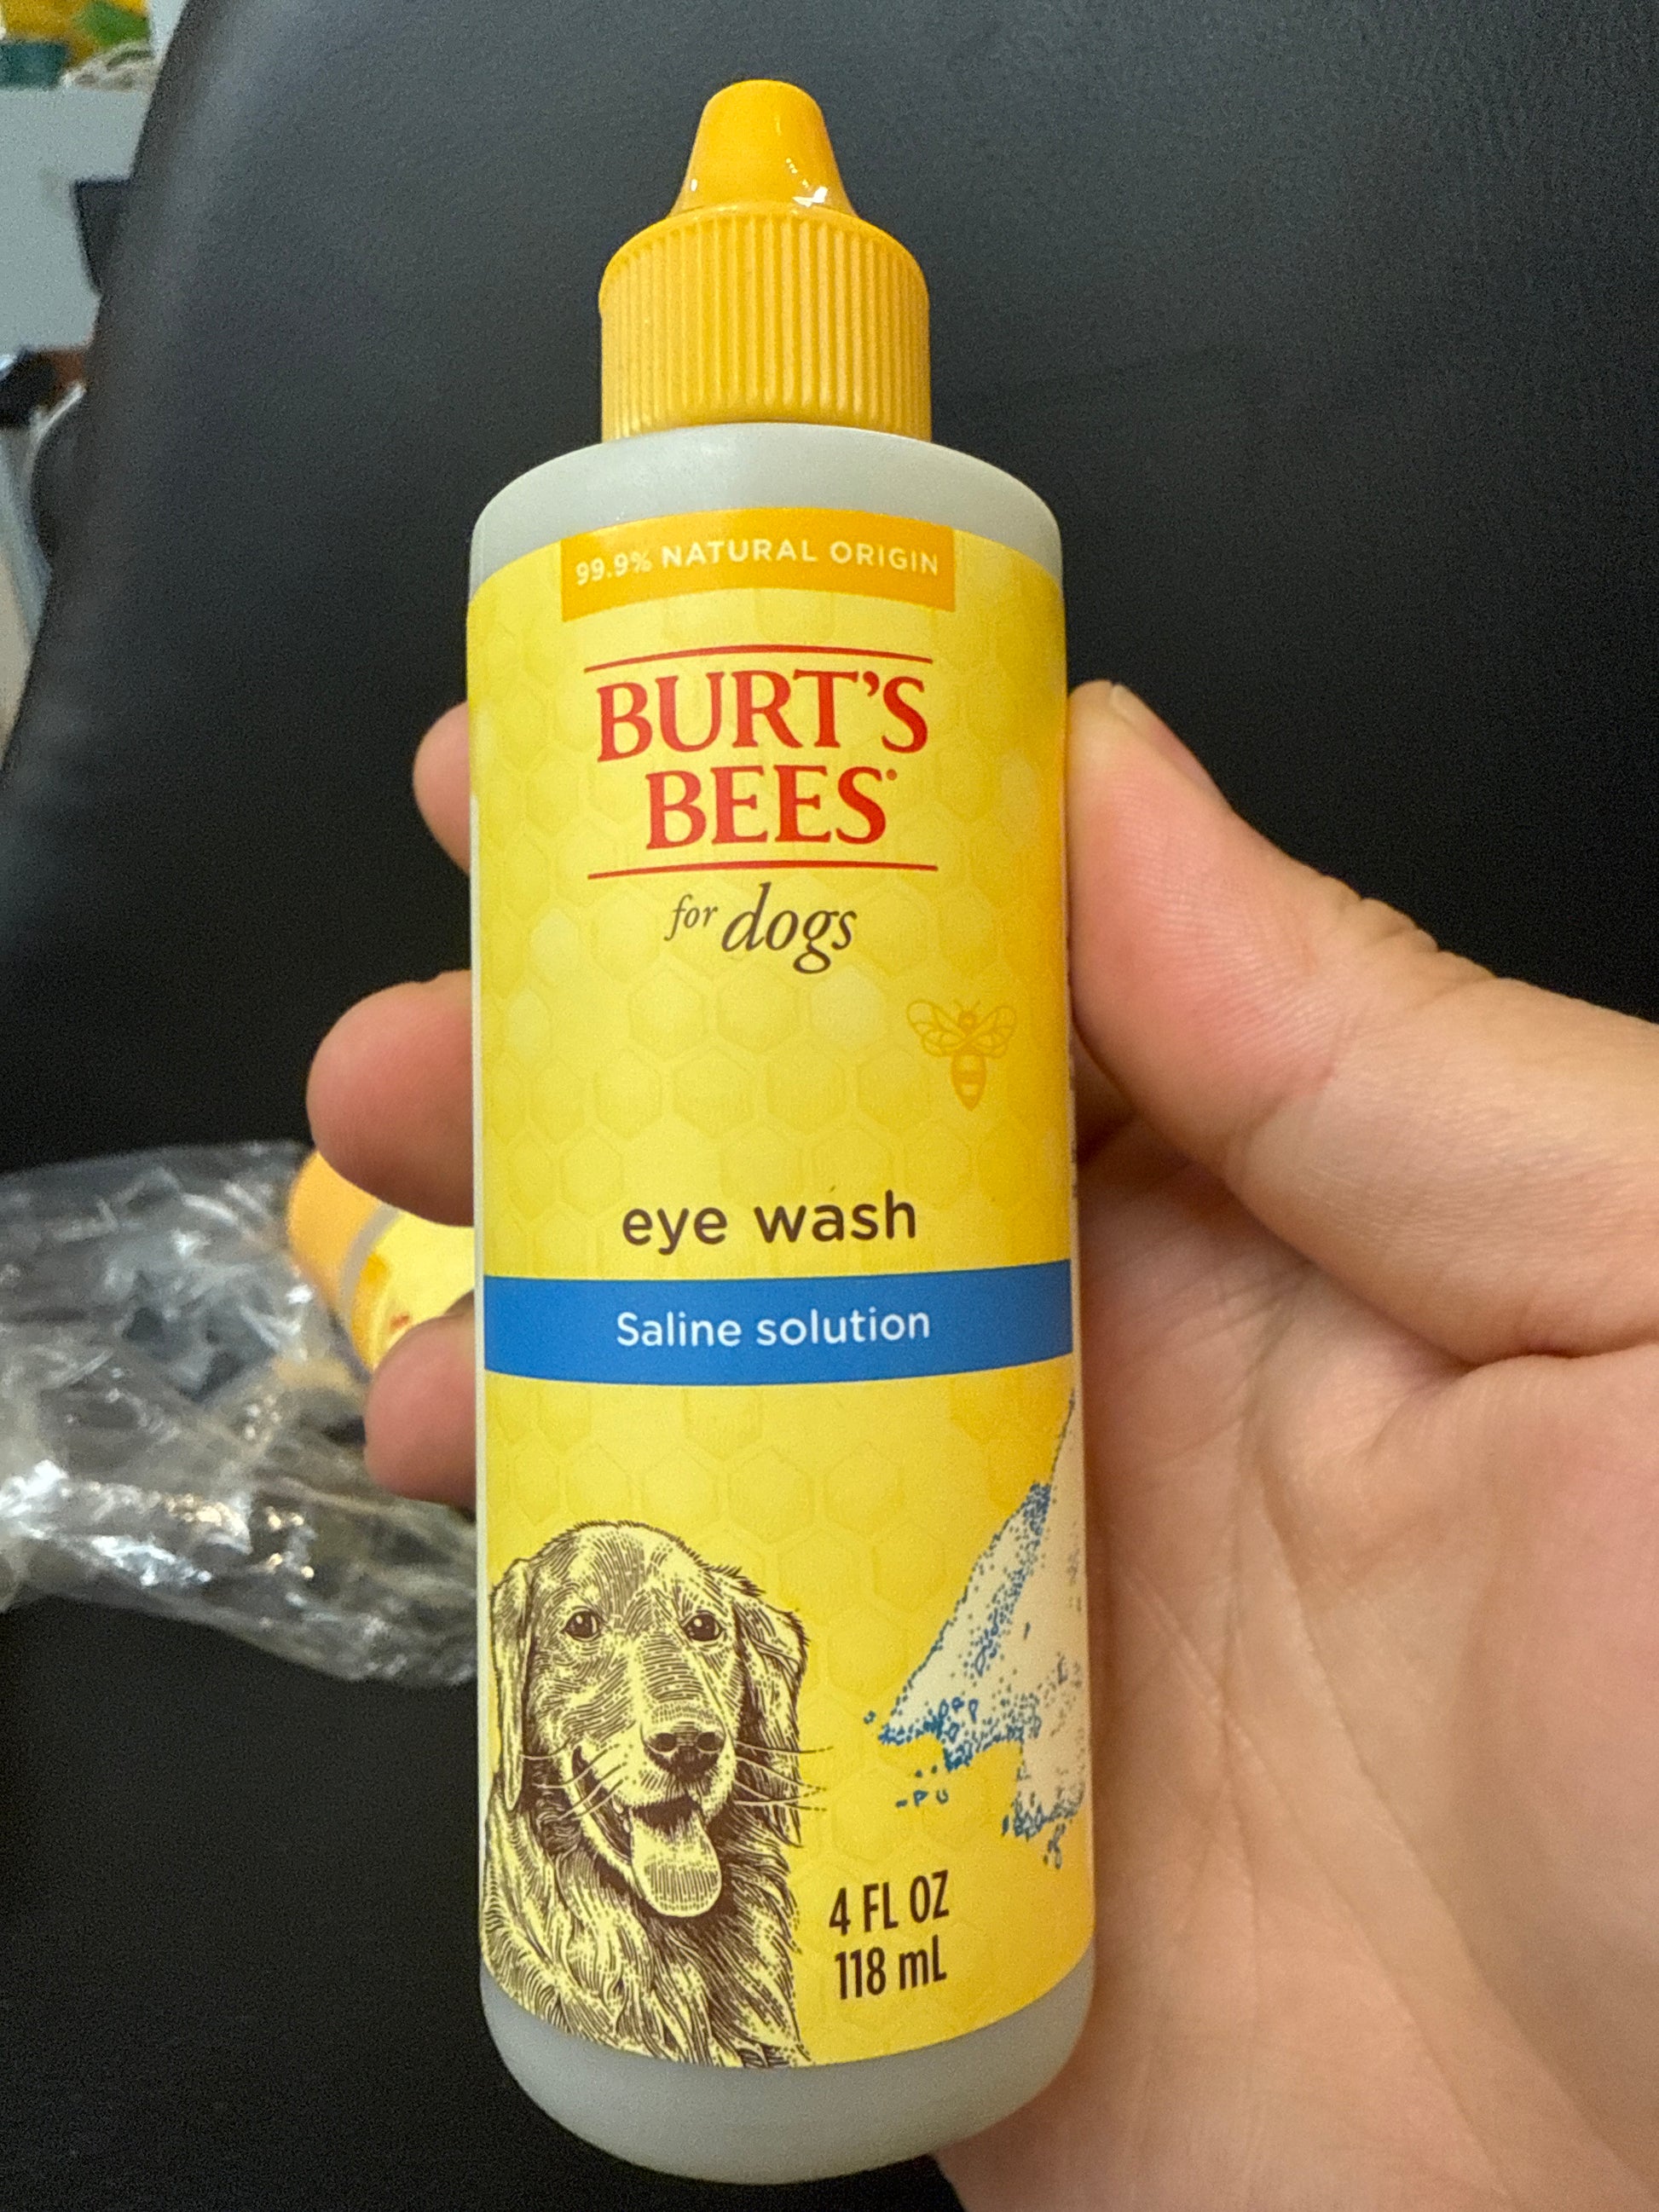 99.9% NATURAL ORIGIN
BURT'S
BEES®
for dogs
eye wash
Saline solution
4 FL OZ
118 mL